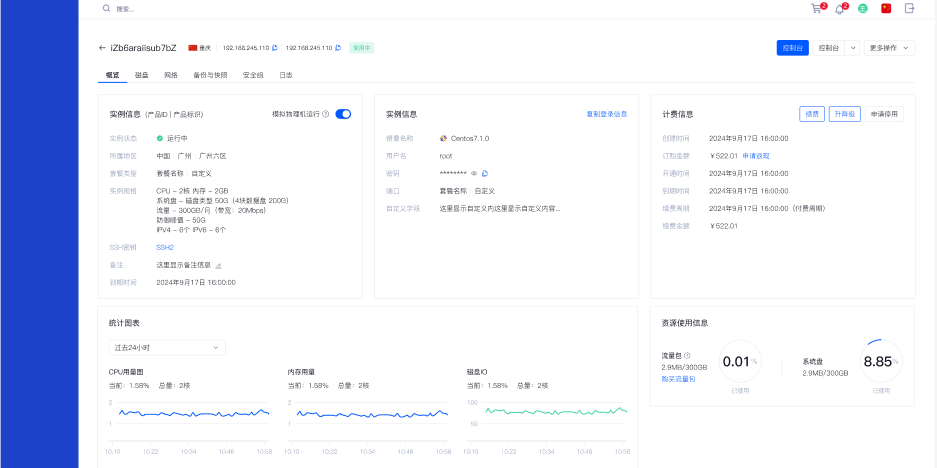 搜索...
2
2
王
iZb6araiisub7bZ 重庆 192.168.245.110 192.168.245.110 使用中
控制台 控制台 更多操作
概览 磁盘 网络 备份与快照 安全组 日志
实例信息 (产品ID | 产品标识) 模拟物理机运行
实例状态 运行中
所属地区 中国 广州 广州六区
套餐类型 套餐名称 自定义
实例规格 CPU - 2核 内存 - 2GB
系统盘 - 磁盘类型 50G (4块数据盘 200G)
流量 - 300GB/月 (带宽: 20Mbps)
防御峰值 - 50G
IPV4 - 6个 IPV6 - 6个
SSH密钥 SSH2
备注 这里显示备注信息
到期时间 2024年9月17日 16:00:00
实例信息 复制登录信息
镜像名称 Centos7.1.0
用户名 root
密码 ********
端口 套餐名称 自定义
自定义字段 这里显示自定义内这里显示自定义内容...
计费信息 续费 升降级 申请停用
创建时间 2024年9月17日 16:00:00
订购金额 ¥522.01 申请返现
开通时间 2024年9月17日 16:00:00
到期时间 2024年9月17日 16:00:00
续费周期 2024年9月17日 16:00:00 (付费周期)
续费金额 ¥522.01
统计图表
过去24小时
CPU用量图
当前: 1.58% 总量: 2核
2
1
10:10 10:22 10:34 10:46 10:58
内存用量
当前: 1.58% 总量: 2核
2
1
10:10 10:22 10:34 10:46 10:58
磁盘IO
当前: 1.58% 总量: 2核
100
50
10:10 10:22 10:34 10:46 10:58
资源使用信息
流量包
2.9MB/300GB
购买流量包
0.01%
已使用
系统盘
2.9MB/300GB
8.85%
已使用